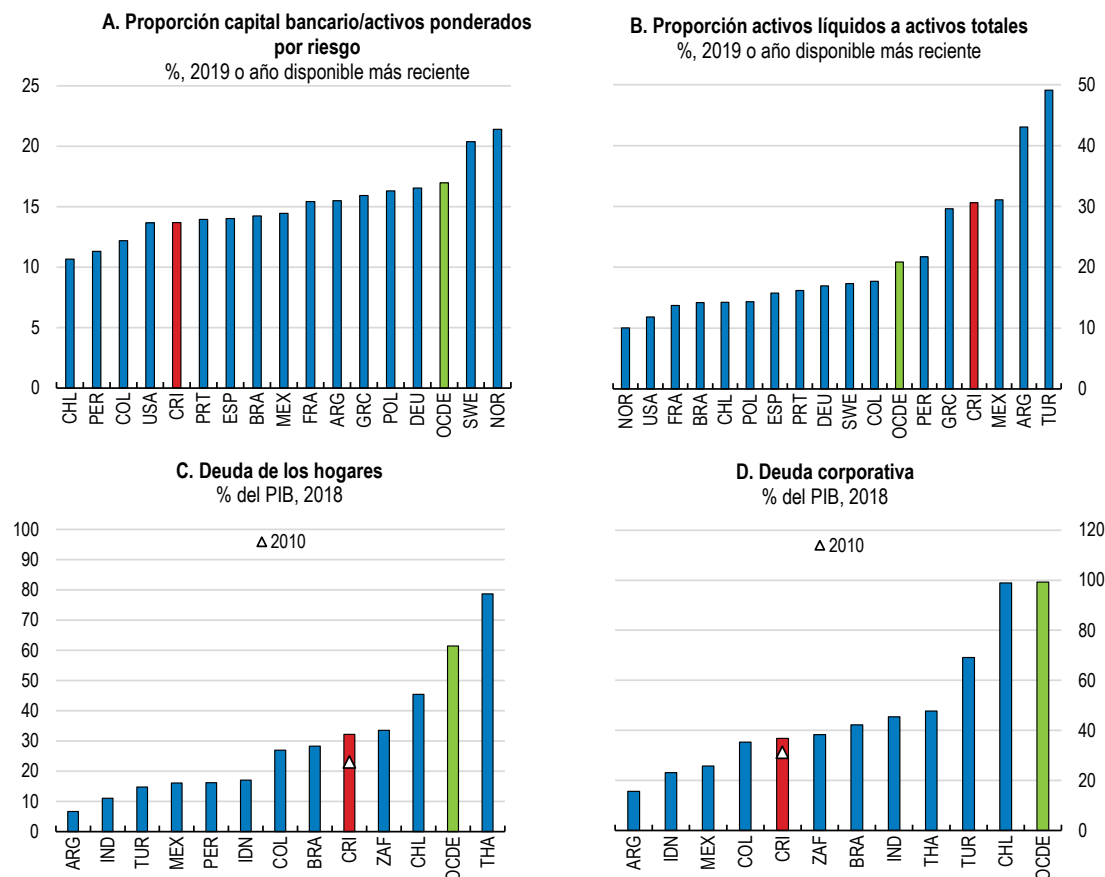 A. Proporción capital bancario/activos ponderados
por riesgo
%, 2019 o año disponible más reciente
25
20
15
10
5
0
CHL PER COL USA CRI PRT ESP BRA MEX FRA ARG GRC POL DEU OCDE SWE NOR
B. Proporción activos líquidos a activos totales
%, 2019 o año disponible más reciente
50
40
30
20
10
0
NOR USA FRA BRA CHL POL ESP PRT DEU SWE COL OCDE PER GRC CRI MEX ARG TUR
C. Deuda de los hogares
% del PIB, 2018
100
90
80
70
60
50
40
30
20
10
0
Δ 2010
ARG IND TUR MEX PER IDN COL BRA CRI ZAF CHL OCDE THA
D. Deuda corporativa
% del PIB, 2018
120
100
80
60
40
20
0
Δ 2010
ARG IDN MEX COL CRI ZAF BRA IND THA TUR CHL OCDE